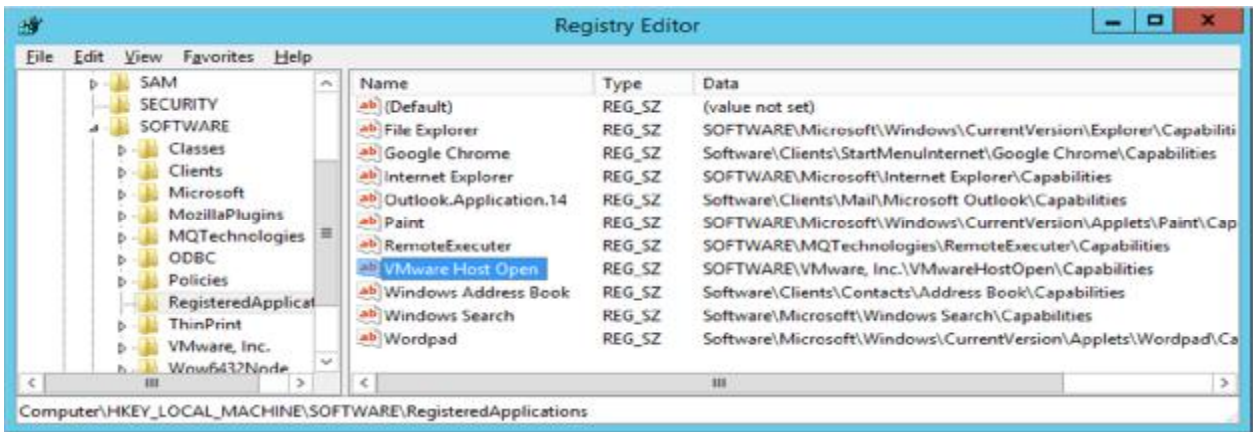 Registry Editor
File Edit View Favorites Help
SAM
SECURITY
SOFTWARE
Classes
Clients
Microsoft
MozillaPlugins
MQTechnologies
ODBC
Policies
RegisteredApplicat
ThinPrint
VMware, Inc.
Wow6432Node
Name Type Data
(Default) REG_SZ (value not set)
File Explorer REG_SZ SOFTWARE\Microsoft\Windows\CurrentVersion\Explorer\Capabiliti
Google Chrome REG_SZ Software\Clients\StartMenuInternet\Google Chrome\Capabilities
Internet Explorer REG_SZ SOFTWARE\Microsoft\Internet Explorer\Capabilities
Outlook.Application.14 REG_SZ Software\Clients\Mail\Microsoft Outlook\Capabilities
Paint REG_SZ SOFTWARE\Microsoft\Windows\CurrentVersion\Applets\Paint\Cap
RemoteExecuter REG_SZ SOFTWARE\MQTechnologies\RemoteExecuter\Capabilities
VMware Host Open REG_SZ SOFTWARE\VMware, Inc.\VMwareHostOpen\Capabilities
Windows Address Book REG_SZ Software\Clients\Contacts\Address Book\Capabilities
Windows Search REG_SZ Software\Microsoft\Windows Search\Capabilities
Wordpad REG_SZ Software\Microsoft\Windows\CurrentVersion\Applets\Wordpad\Ca
Computer\HKEY_LOCAL_MACHINE\SOFTWARE\RegisteredApplications